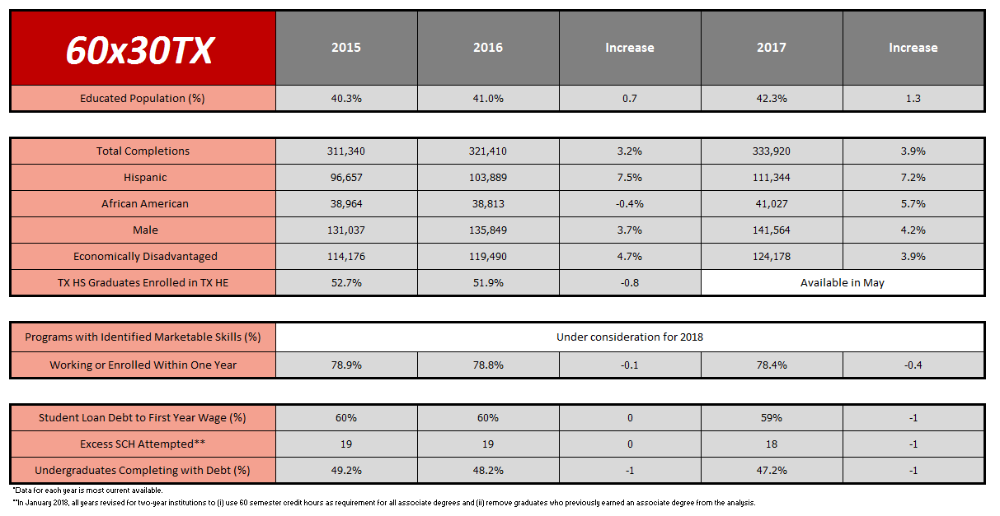 60x30TX 2015 2016 Increase 2017 Increase
Educated Population (%) 40.3% 41.0% 0.7 42.3% 1.3
Total Completions 311,340 321,410 3.2% 333,920 3.9%
Hispanic 96,657 103,889 7.5% 111,344 7.2%
African American 38,964 38,813 -0.4% 41,027 5.7%
Male 131,037 135,849 3.7% 141,564 4.2%
Economically Disadvantaged 114,176 119,490 4.7% 124,178 3.9%
TX HS Graduates Enrolled in TX HE 52.7% 51.9% -0.8 Available in May
Programs with Identified Marketable Skills (%) Under consideration for 2018
Working or Enrolled Within One Year 78.9% 78.8% -0.1 78.4% -0.4
Student Loan Debt to First Year Wage (%) 60% 60% 0 59% -1
Excess SCH Attempted** 19 19 0 18 -1
Undergraduates Completing with Debt (%) 49.2% 48.2% -1 47.2% -1
*Data for each year is most current available.
**In January 2018, all years revised for two-year institutions to (i) use 60 semester credit hours as requirement for all associate degrees and (ii) remove graduates who previously earned an associate degree from the analysis.